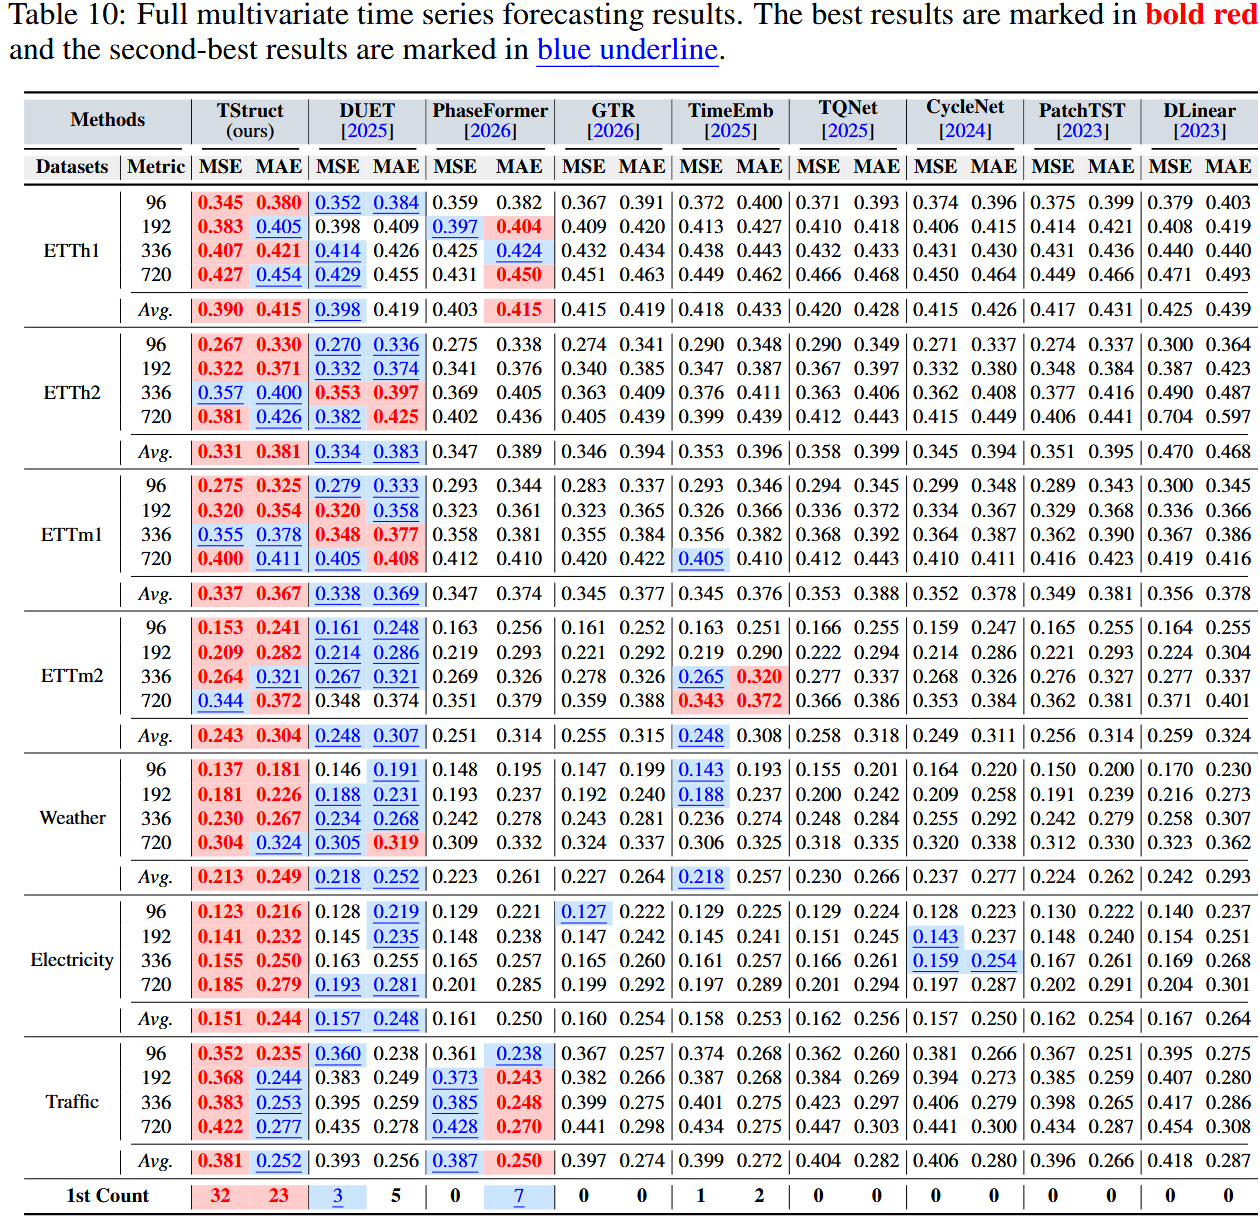 Table 10: Full multivariate time series forecasting results. The best results are marked in bold red
and the second-best results are marked in blue underline.
Methods TStruct (ours) DUET [2025] PhaseFormer [2026] GTR [2026] TimeEmb [2025] TQNet [2025] CycleNet [2024] PatchTST [2023] DLinear [2023]
Datasets Metric MSE MAE MSE MAE MSE MAE MSE MAE MSE MAE MSE MAE MSE MAE MSE MAE MSE MAE
ETTh1
96 0.345 0.380 0.352 0.384 0.359 0.382 0.367 0.391 0.372 0.400 0.371 0.393 0.374 0.396 0.375 0.399 0.379 0.403
192 0.383 0.405 0.398 0.409 0.397 0.404 0.409 0.420 0.413 0.427 0.410 0.418 0.406 0.415 0.414 0.421 0.408 0.419
336 0.407 0.421 0.414 0.426 0.425 0.424 0.432 0.434 0.438 0.443 0.432 0.433 0.431 0.430 0.431 0.436 0.440 0.440
720 0.427 0.454 0.429 0.455 0.431 0.450 0.451 0.463 0.449 0.462 0.466 0.468 0.450 0.464 0.449 0.466 0.471 0.493
Avg. 0.390 0.415 0.398 0.419 0.403 0.415 0.415 0.419 0.418 0.433 0.420 0.428 0.415 0.426 0.417 0.431 0.425 0.439
ETTh2
96 0.267 0.330 0.270 0.336 0.275 0.338 0.274 0.341 0.290 0.348 0.290 0.349 0.271 0.337 0.274 0.337 0.300 0.364
192 0.322 0.371 0.332 0.374 0.341 0.376 0.340 0.385 0.347 0.387 0.367 0.397 0.332 0.380 0.348 0.384 0.387 0.423
336 0.357 0.400 0.353 0.397 0.369 0.405 0.363 0.409 0.376 0.411 0.363 0.406 0.362 0.408 0.377 0.416 0.490 0.487
720 0.381 0.426 0.382 0.425 0.402 0.436 0.405 0.439 0.399 0.439 0.412 0.443 0.415 0.449 0.406 0.441 0.704 0.597
Avg. 0.331 0.381 0.334 0.383 0.347 0.389 0.346 0.394 0.353 0.396 0.358 0.399 0.345 0.394 0.351 0.395 0.470 0.468
ETTm1
96 0.275 0.325 0.279 0.333 0.293 0.344 0.283 0.337 0.293 0.346 0.294 0.345 0.299 0.348 0.289 0.343 0.300 0.345
192 0.320 0.354 0.320 0.358 0.323 0.361 0.323 0.365 0.326 0.366 0.336 0.372 0.334 0.367 0.329 0.368 0.336 0.366
336 0.355 0.378 0.348 0.377 0.358 0.381 0.355 0.384 0.356 0.382 0.368 0.392 0.364 0.387 0.362 0.390 0.367 0.386
720 0.400 0.411 0.405 0.408 0.412 0.410 0.420 0.422 0.405 0.410 0.412 0.443 0.410 0.411 0.416 0.423 0.419 0.416
Avg. 0.337 0.367 0.338 0.369 0.347 0.374 0.345 0.377 0.345 0.376 0.353 0.388 0.352 0.378 0.349 0.381 0.356 0.378
ETTm2
96 0.153 0.241 0.161 0.248 0.163 0.256 0.161 0.252 0.163 0.251 0.166 0.255 0.159 0.247 0.165 0.255 0.164 0.255
192 0.209 0.282 0.214 0.286 0.219 0.293 0.221 0.292 0.219 0.290 0.222 0.294 0.214 0.286 0.221 0.293 0.224 0.304
336 0.264 0.321 0.267 0.321 0.269 0.326 0.278 0.326 0.265 0.320 0.277 0.337 0.268 0.326 0.276 0.327 0.277 0.337
720 0.344 0.372 0.348 0.374 0.351 0.379 0.359 0.388 0.343 0.372 0.366 0.386 0.353 0.384 0.362 0.381 0.371 0.401
Avg. 0.243 0.304 0.248 0.307 0.251 0.314 0.255 0.315 0.248 0.308 0.258 0.318 0.249 0.311 0.256 0.314 0.259 0.324
Weather
96 0.137 0.181 0.146 0.191 0.148 0.195 0.147 0.199 0.143 0.193 0.155 0.201 0.164 0.220 0.150 0.200 0.170 0.230
192 0.181 0.226 0.188 0.231 0.193 0.237 0.192 0.240 0.188 0.237 0.200 0.242 0.209 0.258 0.191 0.239 0.216 0.273
336 0.230 0.267 0.234 0.268 0.242 0.278 0.243 0.281 0.236 0.274 0.248 0.284 0.255 0.292 0.242 0.279 0.258 0.307
720 0.304 0.324 0.305 0.319 0.309 0.332 0.324 0.337 0.306 0.325 0.318 0.335 0.320 0.338 0.312 0.330 0.323 0.362
Avg. 0.213 0.249 0.218 0.252 0.223 0.261 0.227 0.264 0.218 0.257 0.230 0.266 0.237 0.277 0.224 0.262 0.242 0.293
Electricity
96 0.123 0.216 0.128 0.219 0.129 0.221 0.127 0.222 0.129 0.225 0.129 0.224 0.128 0.223 0.130 0.222 0.140 0.237
192 0.141 0.232 0.145 0.235 0.148 0.238 0.147 0.242 0.145 0.241 0.151 0.245 0.143 0.237 0.148 0.240 0.154 0.251
336 0.155 0.250 0.163 0.255 0.165 0.257 0.165 0.260 0.161 0.257 0.166 0.261 0.159 0.254 0.167 0.261 0.169 0.268
720 0.185 0.279 0.193 0.281 0.201 0.285 0.199 0.292 0.197 0.289 0.201 0.294 0.197 0.287 0.202 0.291 0.204 0.301
Avg. 0.151 0.244 0.157 0.248 0.161 0.250 0.160 0.254 0.158 0.253 0.162 0.256 0.157 0.250 0.162 0.254 0.167 0.264
Traffic
96 0.352 0.235 0.360 0.238 0.361 0.238 0.367 0.257 0.374 0.268 0.362 0.260 0.381 0.266 0.367 0.251 0.395 0.275
192 0.368 0.244 0.383 0.249 0.373 0.243 0.382 0.266 0.387 0.268 0.384 0.269 0.394 0.273 0.385 0.259 0.407 0.280
336 0.383 0.253 0.395 0.259 0.385 0.248 0.399 0.275 0.401 0.275 0.423 0.297 0.406 0.279 0.398 0.265 0.417 0.286
720 0.422 0.277 0.435 0.278 0.428 0.270 0.441 0.298 0.434 0.275 0.447 0.303 0.441 0.300 0.434 0.287 0.454 0.308
Avg. 0.381 0.252 0.393 0.256 0.387 0.250 0.397 0.274 0.399 0.272 0.404 0.282 0.406 0.280 0.396 0.266 0.418 0.287
1st Count 32 23 3 5 0 7 0 0 1 2 0 0 0 0 0 0 0 0